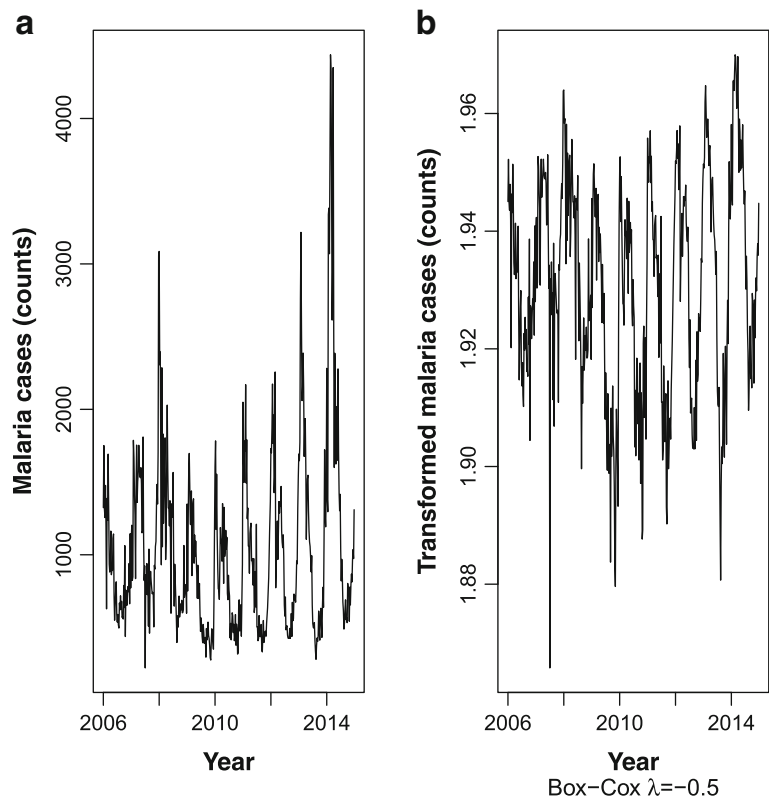 a
Malaria cases (counts)
4000
3000
2000
1000
2006
2010
2014
Year
b
Transformed malaria cases (counts)
1.96
1.94
1.92
1.90
1.88
2006
2010
2014
Year
Box−Cox λ=−0.5